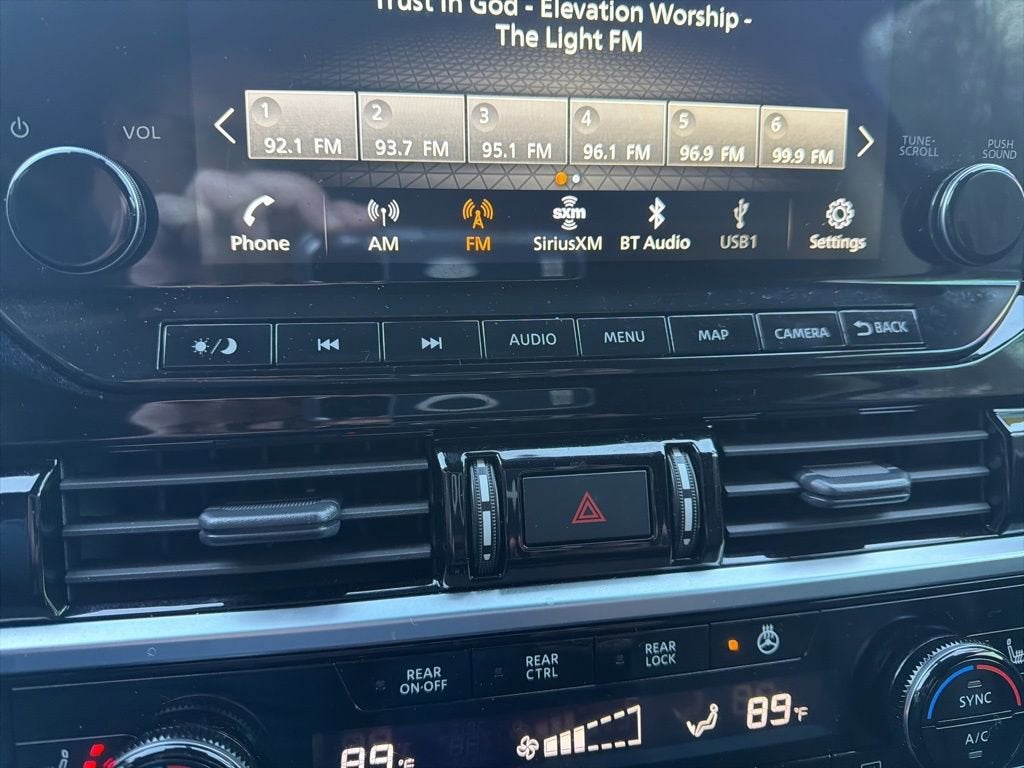 Trust in God - Elevation Worship -
The Light FM
VOL
1 2 3 4 5 6
92.1 FM 93.7 FM 95.1 FM 96.1 FM 96.9 FM 99.9 FM
TUNE-
SCROLL
PUSH
SOUND
Phone AM FM SiriusXM BT Audio USB1 Settings
sxm
AUDIO MENU MAP CAMERA BACK
REAR
ON·OFF
REAR
CTRL
REAR
LOCK
89°F
89°F
SYNC
A/C